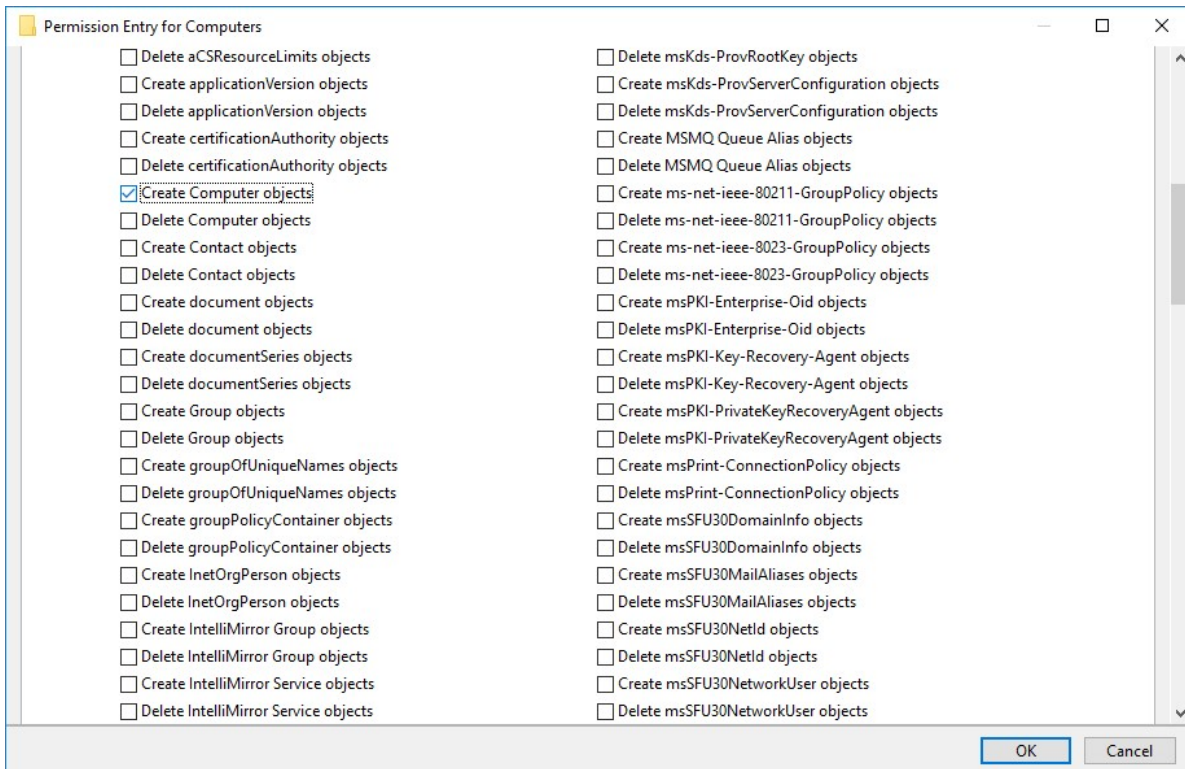 Permission Entry for Computers
Delete aCSResourceLimits objects
Create applicationVersion objects
Delete applicationVersion objects
Create certificationAuthority objects
Delete certificationAuthority objects
Create Computer objects
Delete Computer objects
Create Contact objects
Delete Contact objects
Create document objects
Delete document objects
Create documentSeries objects
Delete documentSeries objects
Create Group objects
Delete Group objects
Create groupOfUniqueNames objects
Delete groupOfUniqueNames objects
Create groupPolicyContainer objects
Delete groupPolicyContainer objects
Create InetOrgPerson objects
Delete InetOrgPerson objects
Create IntelliMirror Group objects
Delete IntelliMirror Group objects
Create IntelliMirror Service objects
Delete IntelliMirror Service objects
Delete msKds-ProvRootKey objects
Create msKds-ProvServerConfiguration objects
Delete msKds-ProvServerConfiguration objects
Create MSMQ Queue Alias objects
Delete MSMQ Queue Alias objects
Create ms-net-ieee-80211-GroupPolicy objects
Delete ms-net-ieee-80211-GroupPolicy objects
Create ms-net-ieee-8023-GroupPolicy objects
Delete ms-net-ieee-8023-GroupPolicy objects
Create msPKI-Enterprise-Oid objects
Delete msPKI-Enterprise-Oid objects
Create msPKI-Key-Recovery-Agent objects
Delete msPKI-Key-Recovery-Agent objects
Create msPKI-PrivateKeyRecoveryAgent objects
Delete msPKI-PrivateKeyRecoveryAgent objects
Create msPrint-ConnectionPolicy objects
Delete msPrint-ConnectionPolicy objects
Create msSFU30DomainInfo objects
Delete msSFU30DomainInfo objects
Create msSFU30MailAliases objects
Delete msSFU30MailAliases objects
Create msSFU30NetId objects
Delete msSFU30NetId objects
Create msSFU30NetworkUser objects
Delete msSFU30NetworkUser objects
OK
Cancel